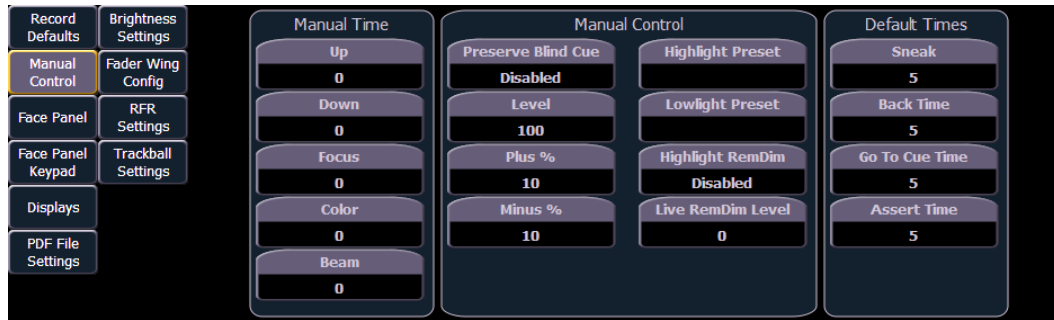 Record
Defaults
Brightness
Settings
Manual
Control
Fader Wing
Config
Face Panel
RFR
Settings
Face Panel
Keypad
Trackball
Settings
Displays
PDF File
Settings
Manual Time
Up
0
Down
0
Focus
0
Color
0
Beam
0
Manual Control
Preserve Blind Cue
Disabled
Level
100
Plus %
10
Minus %
10
Highlight Preset
Lowlight Preset
Highlight RemDim
Disabled
Live RemDim Level
0
Default Times
Sneak
5
Back Time
5
Go To Cue Time
5
Assert Time
5